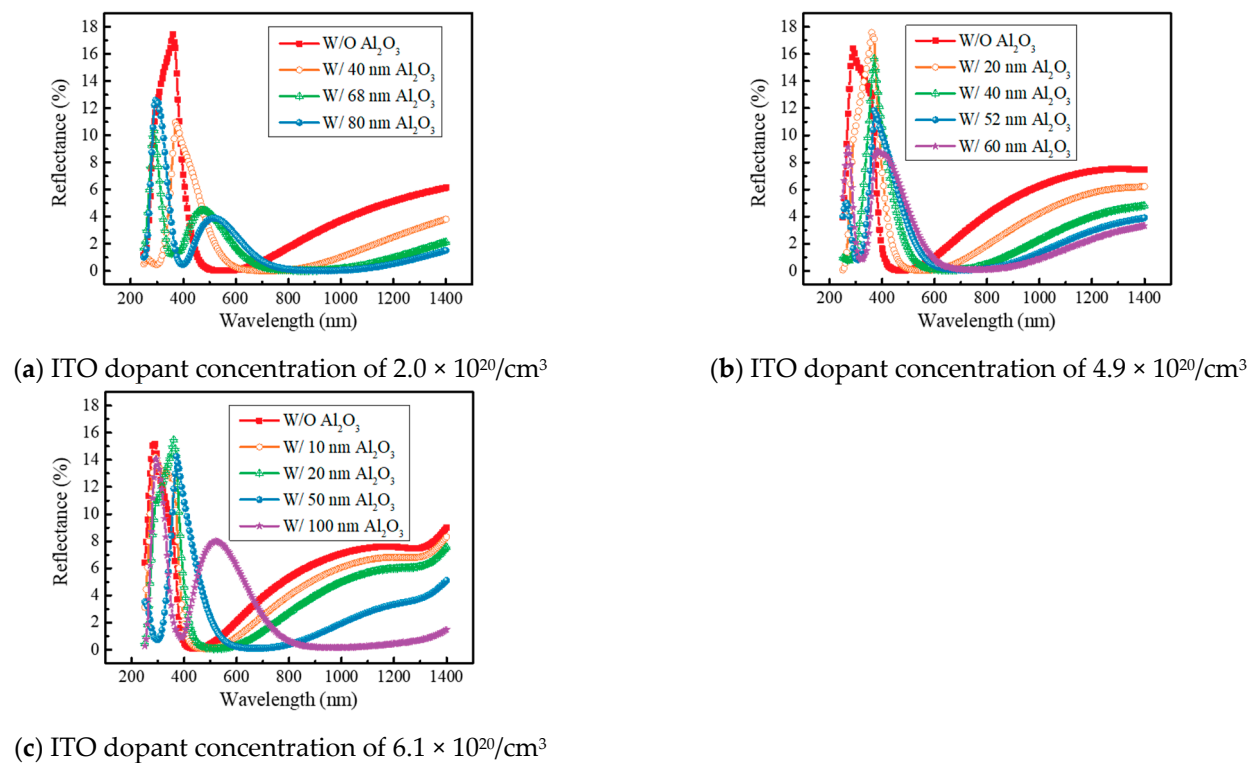 18
16
14
12
10
8
6
4
2
0
Reflectance (%)
W/O Al₂O₃
W/ 40 nm Al₂O₃
W/ 68 nm Al₂O₃
W/ 80 nm Al₂O₃
200 400 600 800 1000 1200 1400
Wavelength (nm)
(a) ITO dopant concentration of 2.0 × 10²⁰/cm³
18
16
14
12
10
8
6
4
2
0
Reflectance (%)
W/O Al₂O₃
W/ 20 nm Al₂O₃
W/ 40 nm Al₂O₃
W/ 52 nm Al₂O₃
W/ 60 nm Al₂O₃
200 400 600 800 1000 1200 1400
Wavelength (nm)
(b) ITO dopant concentration of 4.9 × 10²⁰/cm³
18
16
14
12
10
8
6
4
2
0
Reflectance (%)
W/O Al₂O₃
W/ 10 nm Al₂O₃
W/ 20 nm Al₂O₃
W/ 50 nm Al₂O₃
W/ 100 nm Al₂O₃
200 400 600 800 1000 1200 1400
Wavelength (nm)
(c) ITO dopant concentration of 6.1 × 10²⁰/cm³